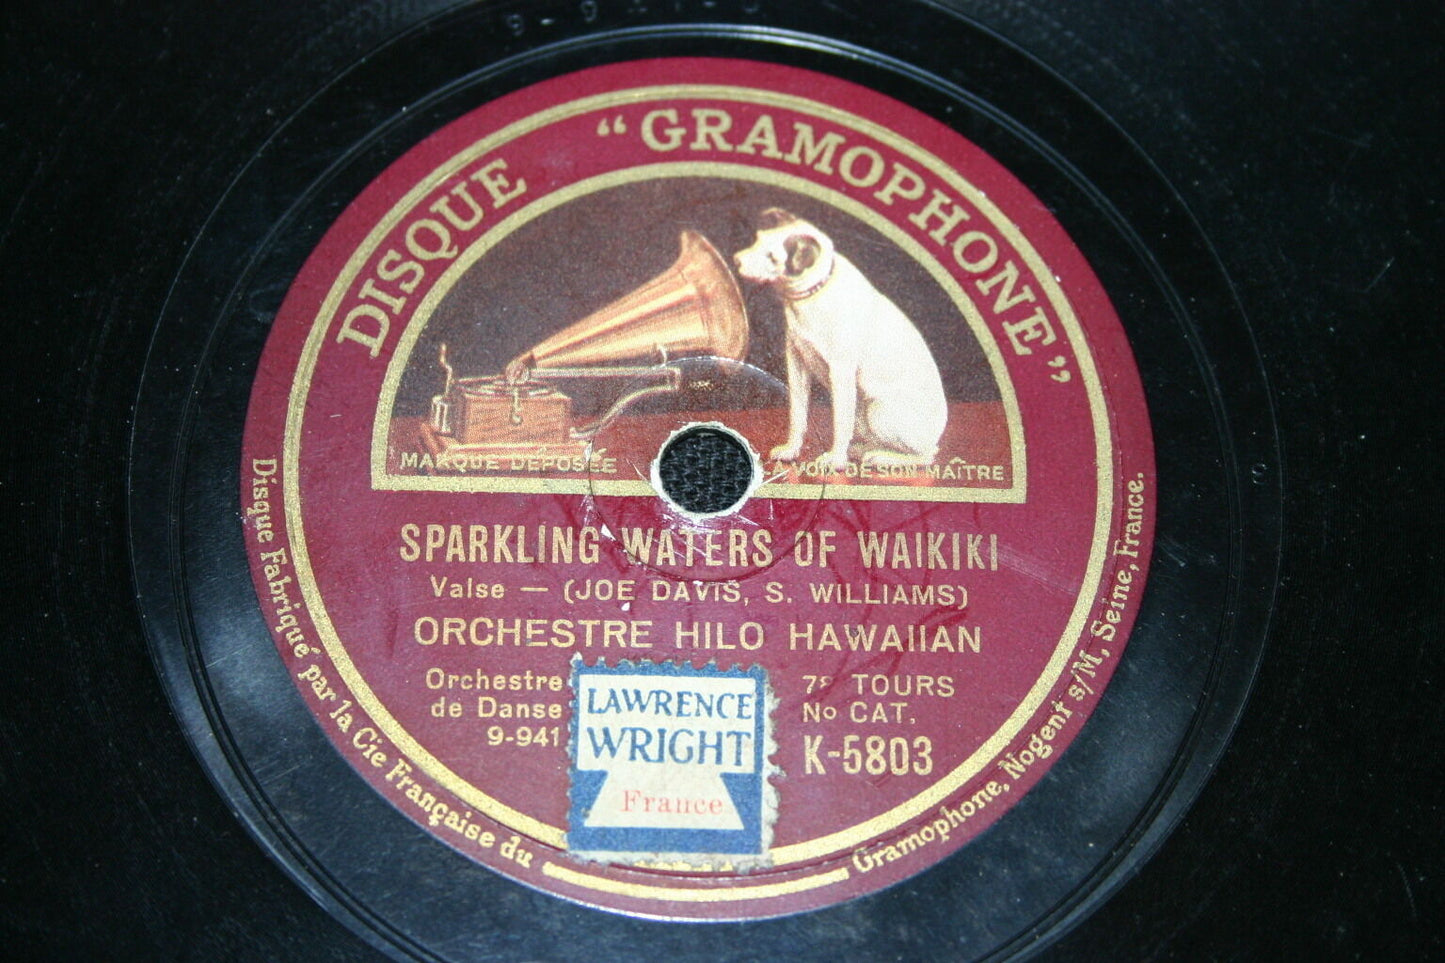 DISQUE “GRAMOPHONE”
MARQUE DÉPOSÉE
LA VOIX DE SON MAÎTRE
SPARKLING WATERS OF WAIKIKI
Valse — (JOE DAVIS, S. WILLIAMS)
ORCHESTRE HILO HAWAIIAN
Orchestre
de Danse
9-941
78 TOURS
No CAT.
K-5803
LAWRENCE
WRIGHT
France
Disque Fabriqué par la Cie Française du Gramophone, Nogent s/M, Seine, France.